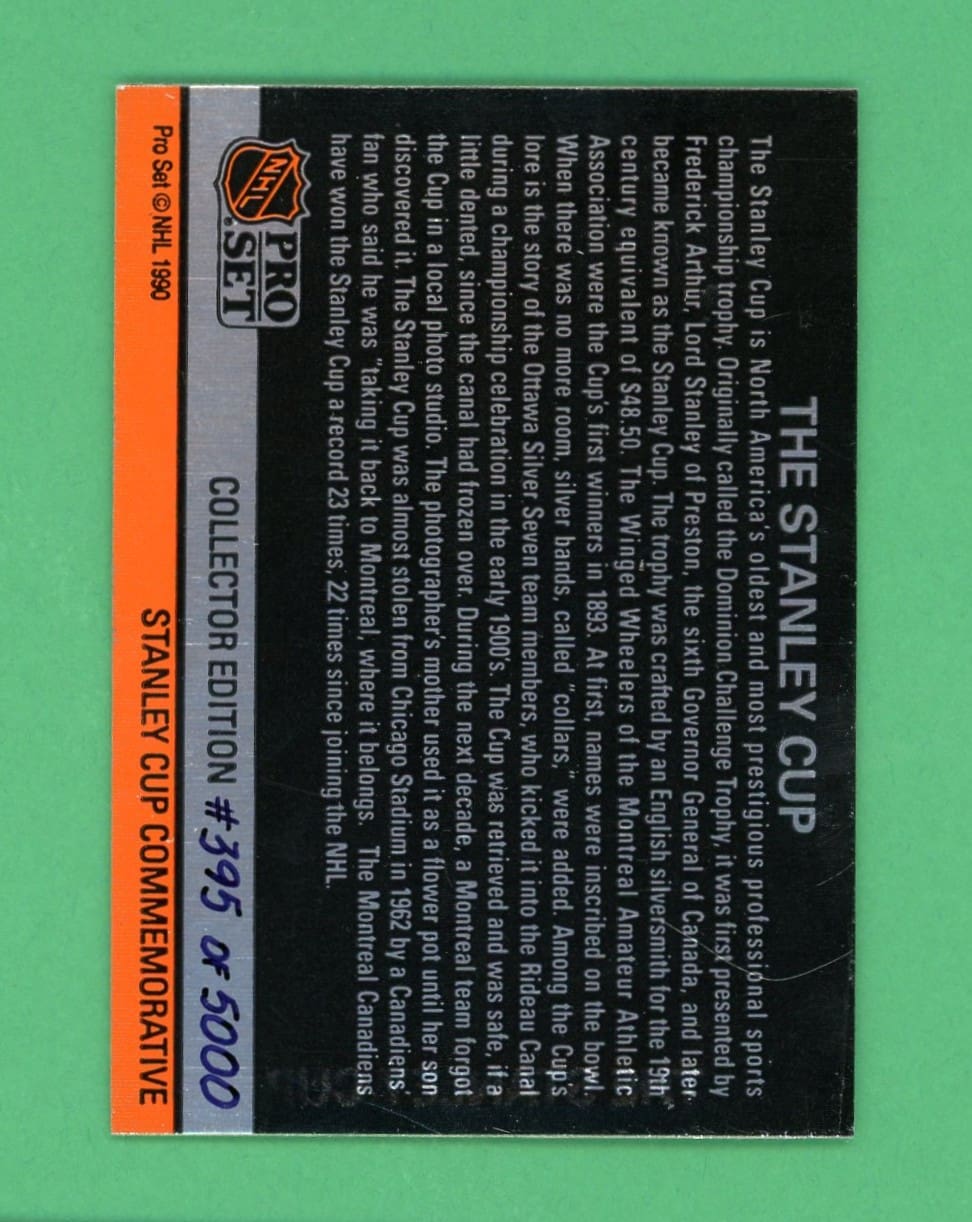 THE STANLEY CUP
The Stanley Cup is North America's oldest and most prestigious professional sports
championship trophy. Originally called the Dominion Challenge Trophy, it was first presented by
Frederick Arthur, Lord Stanley of Preston, the sixth Governor General of Canada, and later
became known as the Stanley Cup. The trophy was crafted by an English silversmith for the 19th
century equivalent of $48.50. The Winged Wheelers of the Montreal Amateur Athletic
Association were the Cup's first winners in 1893. At first, names were inscribed on the bowl.
When there was no more room, silver bands, called "collars," were added. Among the Cup's
lore is the story of the Ottawa Silver Seven team members, who kicked it into the Rideau Canal
during a championship celebration in the early 1900's. The Cup was retrieved and was safe, if a
little dented, since the canal had frozen over. During the next decade, a Montreal team forgot
the Cup in a local photo studio. The photographer's mother used it as a flower pot until her son
discovered it. The Stanley Cup was almost stolen from Chicago Stadium in 1962 by a Canadiens
fan who said he was "taking it back to Montreal, where it belongs. The Montreal Canadiens
have won the Stanley Cup a record 23 times, 22 times since joining the NHL.
NHL
PRO
SET
COLLECTOR EDITION #395 OF 5000
Pro Set © NHL 1990
STANLEY CUP COMMEMORATIVE